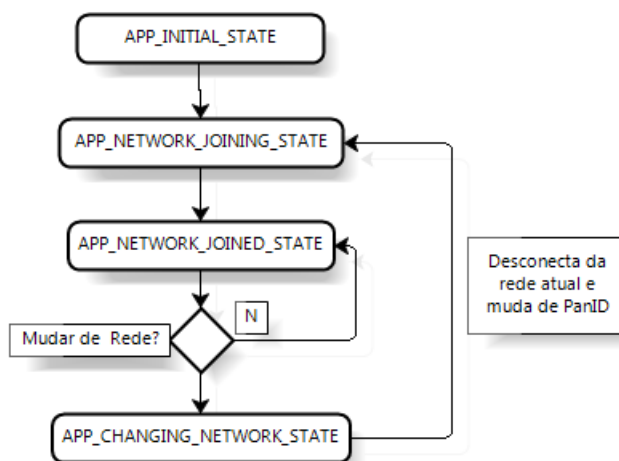 APP_INITIAL_STATE
APP_NETWORK_JOINING_STATE
APP_NETWORK_JOINED_STATE
Desconecta da
rede atual e
muda de PanID
N
Mudar de Rede?
APP_CHANGING_NETWORK_STATE